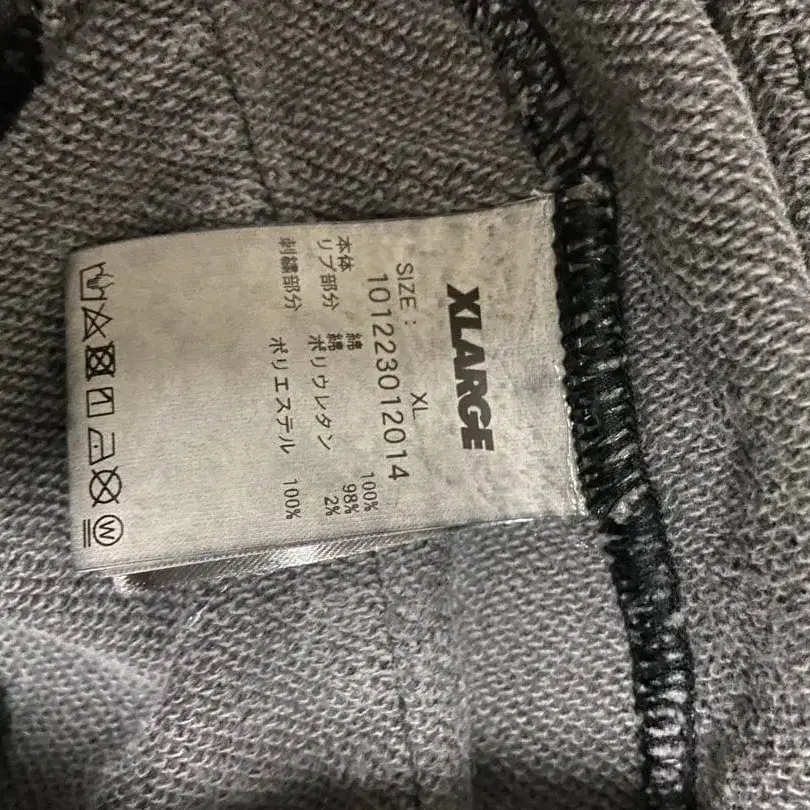 XLARGE
SIZE: XL
101223012014
本体 綿 100%
リブ部分 綿 98%
ポリウレタン 2%
刺繍部分 ポリエステル 100%
W